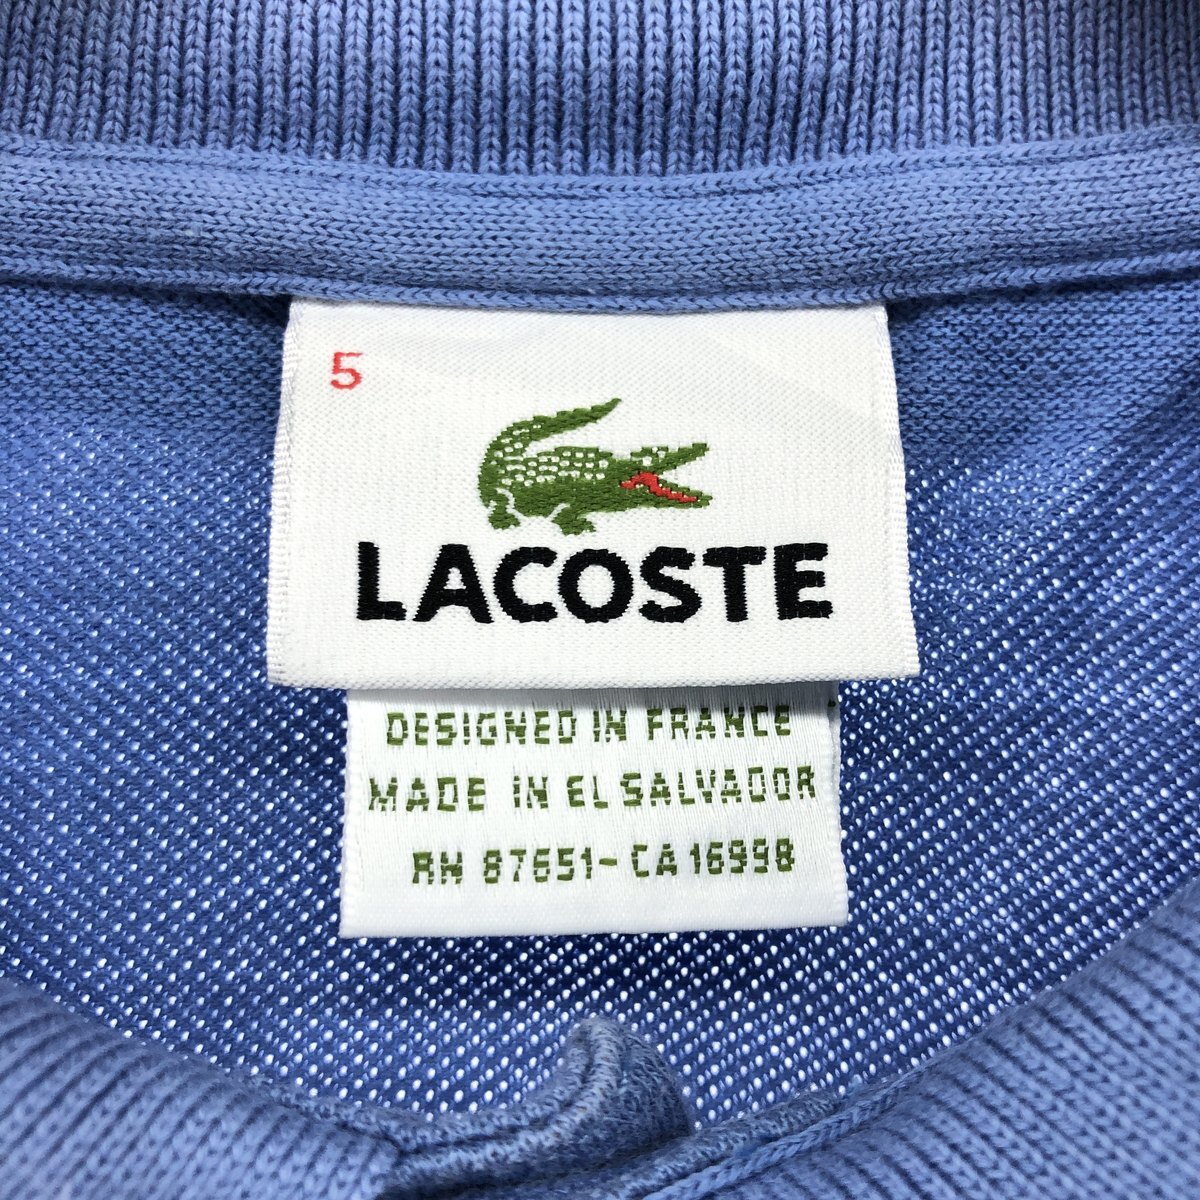 5
LACOSTE
DESIGNED IN FRANCE
MADE IN EL SALVADOR
RN 87651-CA 16998